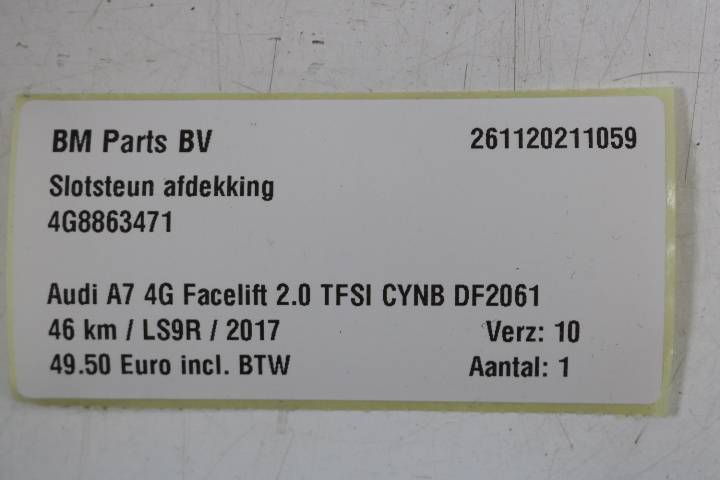 BM Parts BV 261120211059
Slotsteun afdekking
4G8863471
Audi A7 4G Facelift 2.0 TFSI CYNB DF2061
46 km / LS9R / 2017 Verz: 10
49.50 Euro incl. BTW Aantal: 1